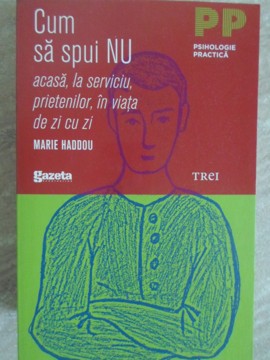 Cum
să spui NU
acasă, la serviciu,
prietenilor, în viața
de zi cu zi
MARIE HADDOU
PP
PSIHOLOGIE
PRACTICĂ
gazeta
TREI